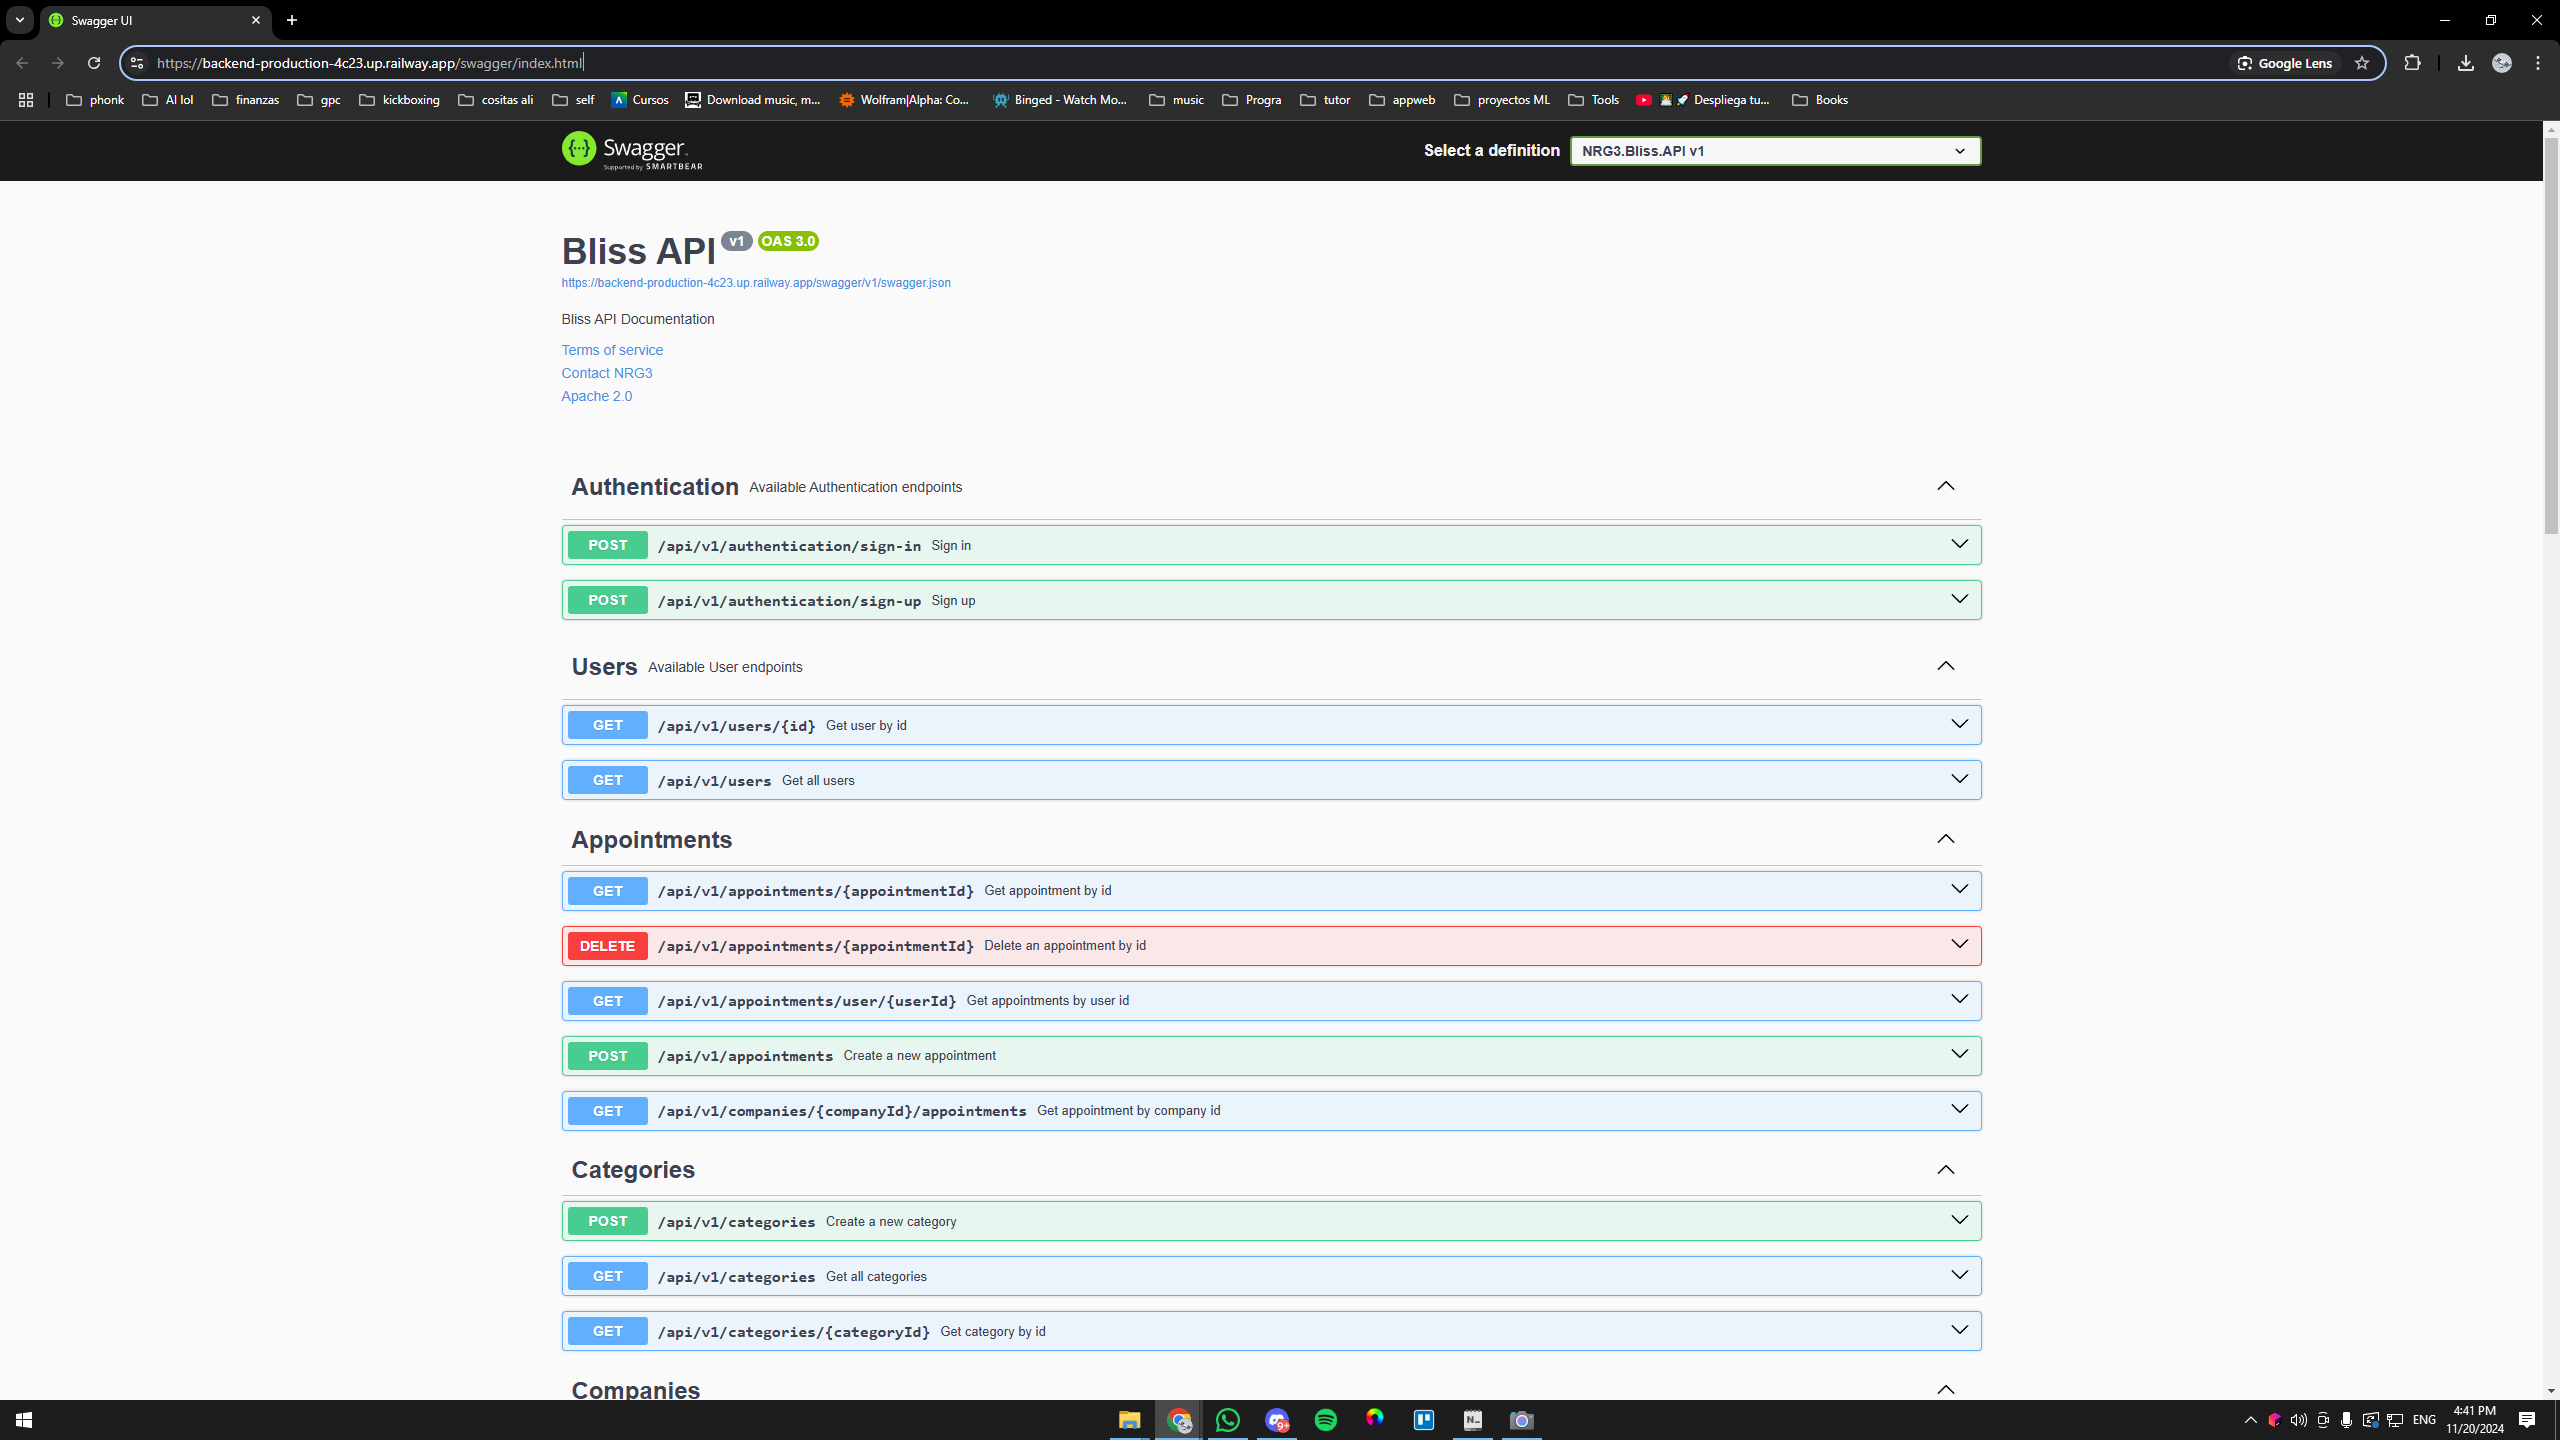 Swagger UI
https://backend-production-4c23.up.railway.app/swagger/index.html
Google Lens
phonk
AI lol
finanzas
gpc
kickboxing
cositas ali
self
Cursos
Download music, m...
Wolfram|Alpha: Co...
Binged - Watch Mo...
music
Progra
tutor
appweb
proyectos ML
Tools
Despliega tu...
Books
Swagger.
Supported by SMARTBEAR
Select a definition
NRG3.Bliss.API v1
Bliss API v1 OAS 3.0
https://backend-production-4c23.up.railway.app/swagger/v1/swagger.json
Bliss API Documentation
Terms of service
Contact NRG3
Apache 2.0
Authentication Available Authentication endpoints
POST /api/v1/authentication/sign-in Sign in
POST /api/v1/authentication/sign-up Sign up
Users Available User endpoints
GET /api/v1/users/{id} Get user by id
GET /api/v1/users Get all users
Appointments
GET /api/v1/appointments/{appointmentId} Get appointment by id
DELETE /api/v1/appointments/{appointmentId} Delete an appointment by id
GET /api/v1/appointments/user/{userId} Get appointments by user id
POST /api/v1/appointments Create a new appointment
GET /api/v1/companies/{companyId}/appointments Get appointment by company id
Categories
POST /api/v1/categories Create a new category
GET /api/v1/categories Get all categories
GET /api/v1/categories/{categoryId} Get category by id
Companies
9+
N
ENG
4:41 PM
11/20/2024